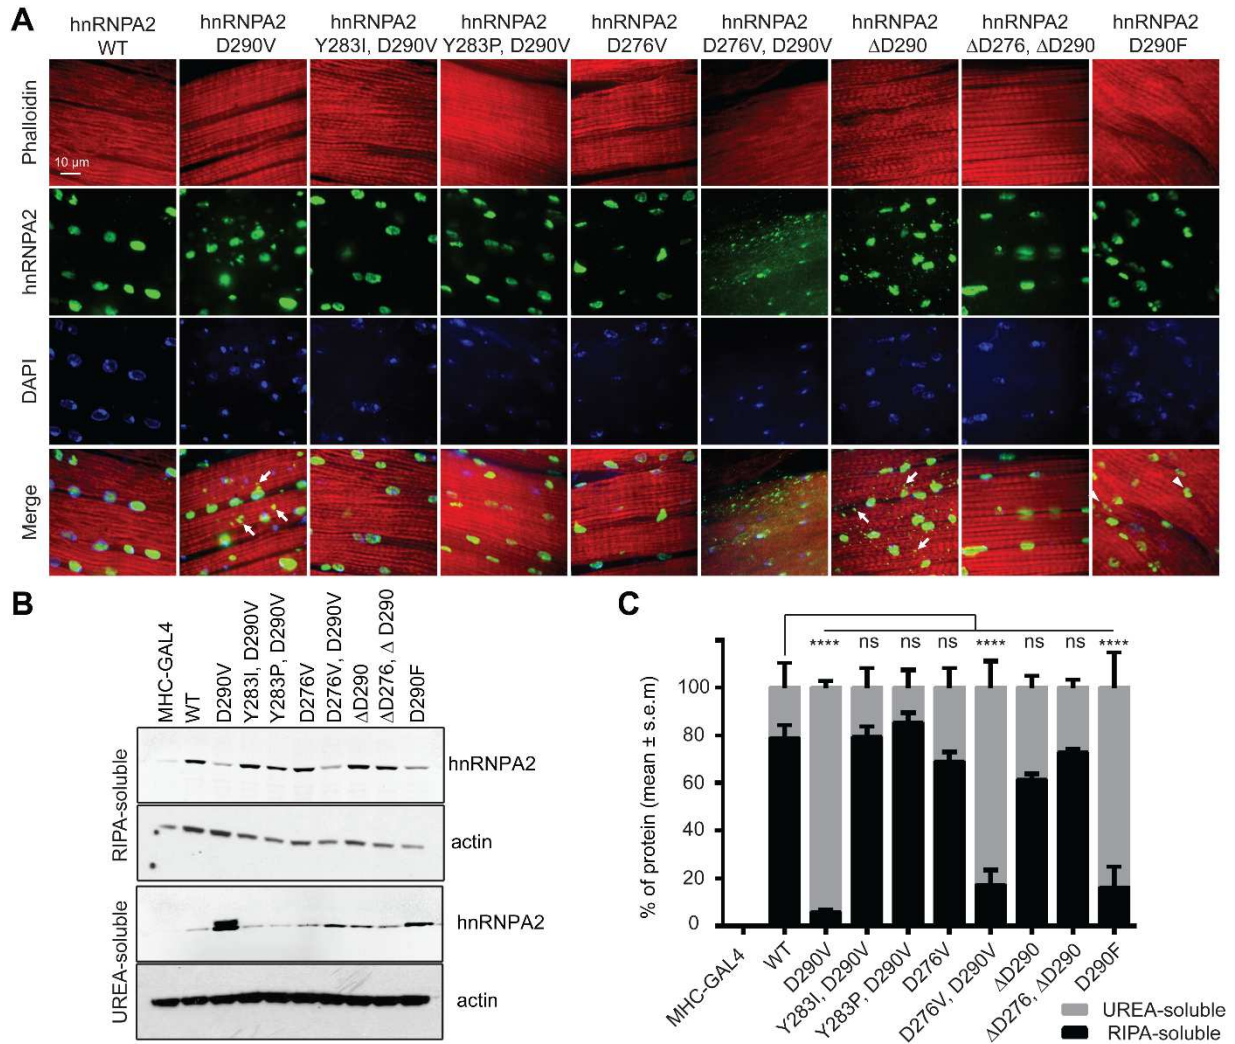 A
hnRNPA2 WT
hnRNPA2 D290V
hnRNPA2 Y283I, D290V
hnRNPA2 Y283P, D290V
hnRNPA2 D276V
hnRNPA2 D276V, D290V
hnRNPA2 ΔD290
hnRNPA2 ΔD276, ΔD290
hnRNPA2 D290F
Phalloidin
10 µm
hnRNPA2
DAPI
Merge
B
MHC-GAL4
WT
D290V
Y283I, D290V
Y283P, D290V
D276V
D276V, D290V
ΔD290
ΔD276, Δ D290
D290F
RIPA-soluble
hnRNPA2
actin
UREA-soluble
hnRNPA2
actin
C
**** ns ns ns **** ns ns ****
% of protein (mean ± s.e.m)
100
80
60
40
20
0
MHC-GAL4
WT
D290V
Y283I, D290V
Y283P, D290V
D276V
D276V, D290V
ΔD290
ΔD276, ΔD290
D290F
UREA-soluble
RIPA-soluble